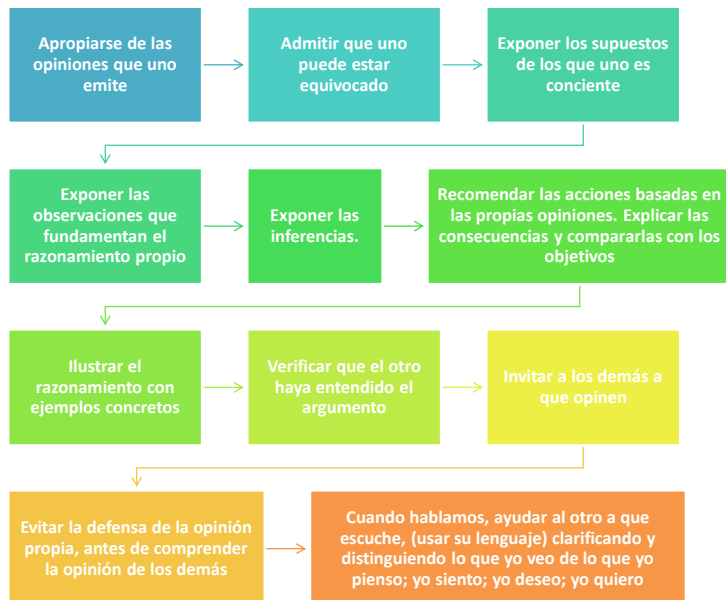 Apropiarse de las
opiniones que uno
emite
Admitir que uno
puede estar
equivocado
Exponer los supuestos
de los que uno es
conciente
Exponer las
observaciones que
fundamentan el
razonamiento propio
Exponer las
inferencias.
Recomendar las acciones basadas en
las propias opiniones. Explicar las
consecuencias y compararlas con los
objetivos
Ilustrar el
razonamiento con
ejemplos concretos
Verificar que el otro
haya entendido el
argumento
Invitar a los demás a
que opinen
Evitar la defensa de la opinión
propia, antes de comprender
la opinión de los demás
Cuando hablamos, ayudar al otro a que
escuche, (usar su lenguaje) clarificando y
distinguiendo lo que yo veo de lo que yo
pienso; yo siento; yo deseo; yo quiero